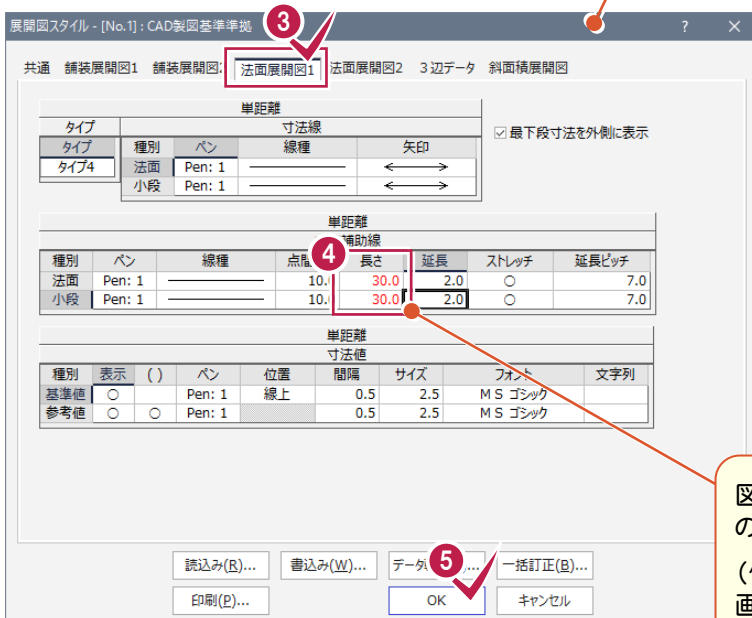 展開図スタイル - [No.1] : CAD製図基準準拠 3 ? ×
共通 舗装展開図1 舗装展開図2 法面展開図1 法面展開図2 3辺データ 斜面積展開図
単距離
タイプ 寸法線
タイプ 種別 ペン 線種 矢印
タイプ4 法面 Pen: 1
小段 Pen: 1
最下段寸法を外側に表示
単距離
補助線
4
種別 ペン 線種 点間 長さ 延長 ストレッチ 延長ピッチ
法面 Pen: 1 10.0 30.0 2.0 ○ 7.0
小段 Pen: 1 10.0 30.0 2.0 ○ 7.0
単距離
寸法値
種別 表示 ( ) ペン 位置 間隔 サイズ フォント 文字列
基準値 ○ Pen: 1 線上 0.5 2.5 ＭＳ ゴシック
参考値 ○ ○ Pen: 1 0.5 2.5 ＭＳ ゴシック
図
の
(
画
読込み(R)... 書込み(W)... データ 5 ... 一括訂正(B)...
印刷(P)... OK キャンセル